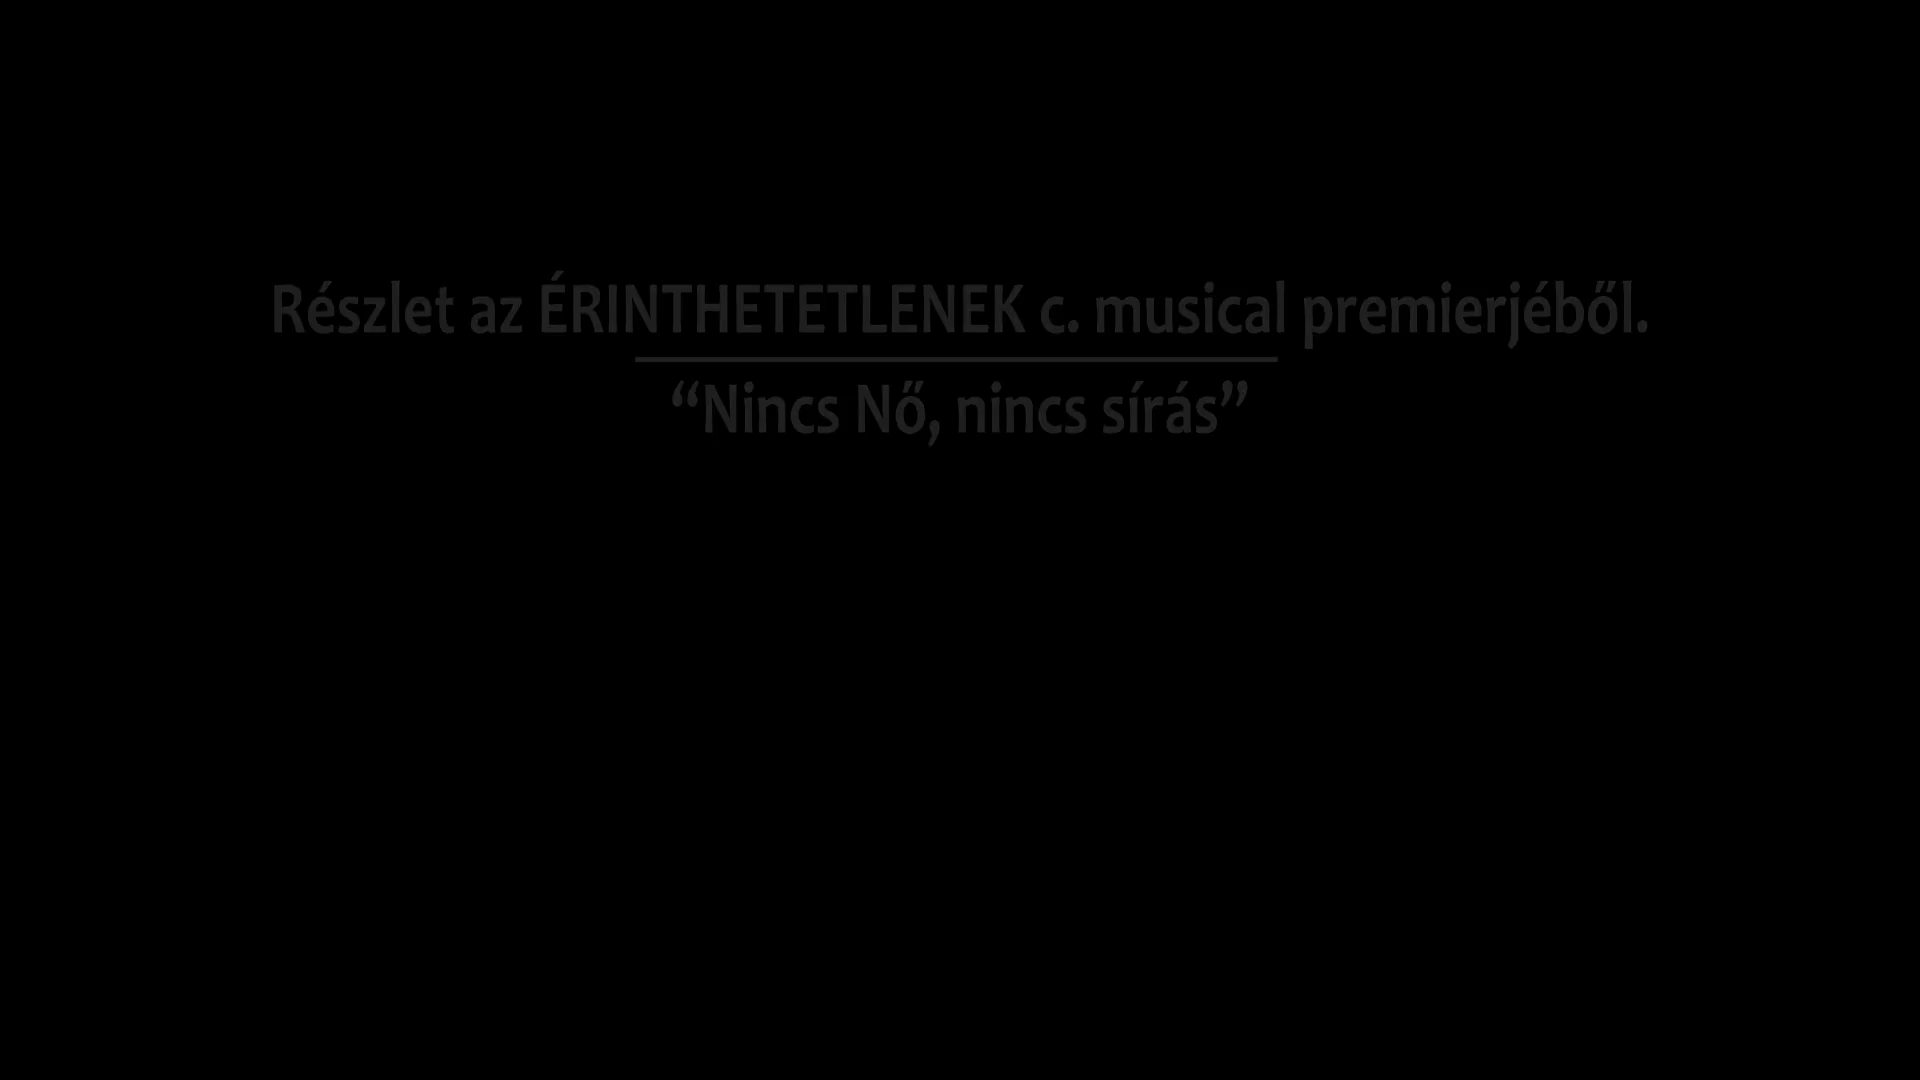 Részlet az ÉRINTHETETLENEK c. musical premierjéből.
“Nincs Nő, nincs sírás”